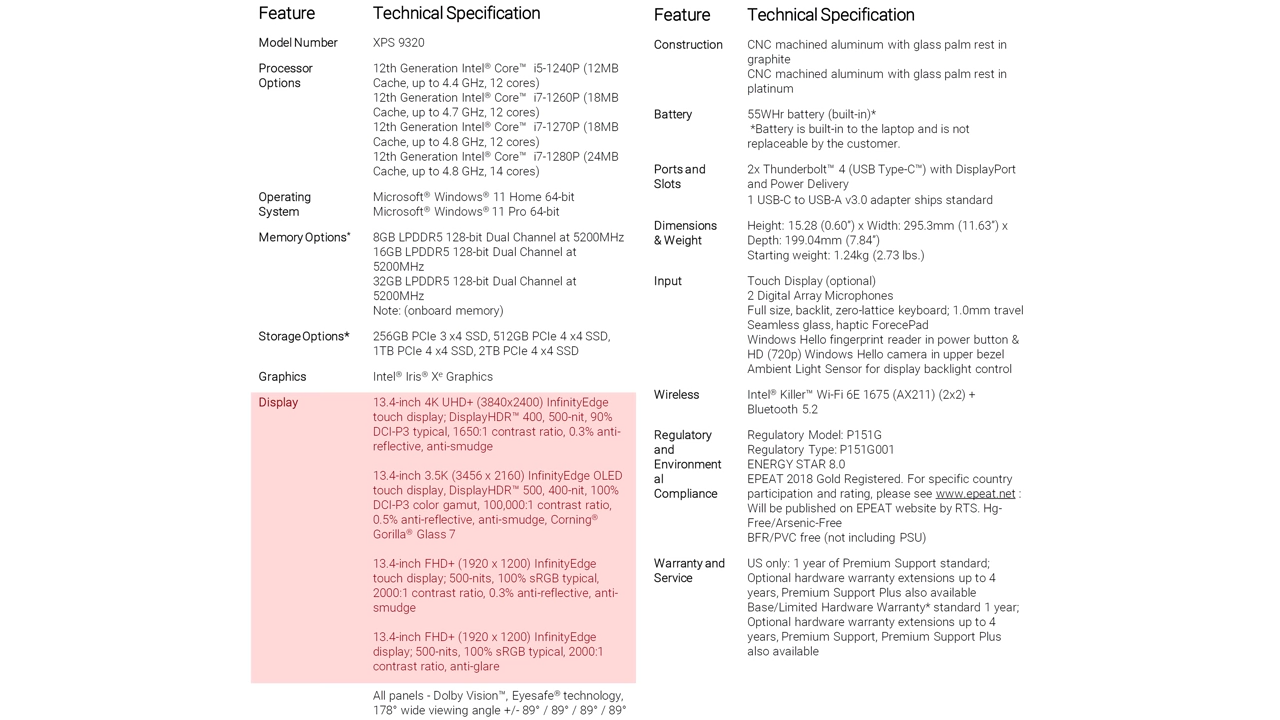 Feature Technical Specification
Model Number XPS 9320
Processor Options 12th Generation Intel® Core™ i5-1240P (12MB
Cache, up to 4.4 GHz, 12 cores)
12th Generation Intel® Core™ i7-1260P (18MB
Cache, up to 4.7 GHz, 12 cores)
12th Generation Intel® Core™ i7-1270P (18MB
Cache, up to 4.8 GHz, 12 cores)
12th Generation Intel® Core™ i7-1280P (24MB
Cache, up to 4.8 GHz, 14 cores)
Operating System Microsoft® Windows® 11 Home 64-bit
Microsoft® Windows® 11 Pro 64-bit
Memory Options* 8GB LPDDR5 128-bit Dual Channel at 5200MHz
16GB LPDDR5 128-bit Dual Channel at
5200MHz
32GB LPDDR5 128-bit Dual Channel at
5200MHz
Note: (onboard memory)
Storage Options* 256GB PCIe 3 x4 SSD, 512GB PCIe 4 x4 SSD,
1TB PCIe 4 x4 SSD, 2TB PCIe 4 x4 SSD
Graphics Intel® Iris® Xᵉ Graphics
Display 13.4-inch 4K UHD+ (3840x2400) InfinityEdge
touch display; DisplayHDR™ 400, 500-nit, 90%
DCI-P3 typical, 1650:1 contrast ratio, 0.3% anti-
reflective, anti-smudge
13.4-inch 3.5K (3456 x 2160) InfinityEdge OLED
touch display, DisplayHDR™ 500, 400-nit, 100%
DCI-P3 color gamut, 100,000:1 contrast ratio,
0.5% anti-reflective, anti-smudge, Corning®
Gorilla® Glass 7
13.4-inch FHD+ (1920 x 1200) InfinityEdge
touch display; 500-nits, 100% sRGB typical,
2000:1 contrast ratio, 0.3% anti-reflective, anti-
smudge
13.4-inch FHD+ (1920 x 1200) InfinityEdge
display; 500-nits, 100% sRGB typical, 2000:1
contrast ratio, anti-glare
All panels - Dolby Vision™, Eyesafe® technology,
178° wide viewing angle +/- 89° / 89° / 89° / 89°
Feature Technical Specification
Construction CNC machined aluminum with glass palm rest in
graphite
CNC machined aluminum with glass palm rest in
platinum
Battery 55WHr battery (built-in)*
*Battery is built-in to the laptop and is not
replaceable by the customer.
Ports and Slots 2x Thunderbolt™ 4 (USB Type-C™) with DisplayPort
and Power Delivery
1 USB-C to USB-A v3.0 adapter ships standard
Dimensions & Weight Height: 15.28 (0.60”) x Width: 295.3mm (11.63”) x
Depth: 199.04mm (7.84”)
Starting weight: 1.24kg (2.73 lbs.)
Input Touch Display (optional)
2 Digital Array Microphones
Full size, backlit, zero-lattice keyboard; 1.0mm travel
Seamless glass, haptic ForecePad
Windows Hello fingerprint reader in power button &
HD (720p) Windows Hello camera in upper bezel
Ambient Light Sensor for display backlight control
Wireless Intel® Killer™ Wi-Fi 6E 1675 (AX211) (2x2) +
Bluetooth 5.2
Regulatory and Environment al Compliance Regulatory Model: P151G
Regulatory Type: P151G001
ENERGY STAR 8.0
EPEAT 2018 Gold Registered. For specific country
participation and rating, please see www.epeat.net :
Will be published on EPEAT website by RTS. Hg-
Free/Arsenic-Free
BFR/PVC free (not including PSU)
Warranty and Service US only: 1 year of Premium Support standard;
Optional hardware warranty extensions up to 4
years, Premium Support Plus also available
Base/Limited Hardware Warranty* standard 1 year;
Optional hardware warranty extensions up to 4
years, Premium Support, Premium Support Plus
also available